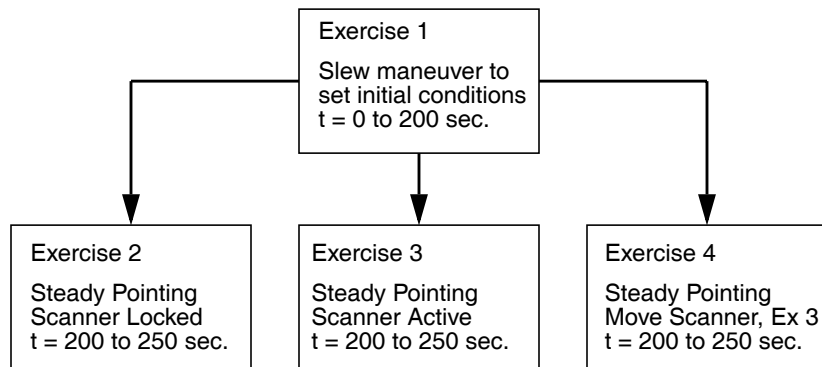 Exercise 1
Slew maneuver to
set initial conditions
t = 0 to 200 sec.
Exercise 2
Steady Pointing
Scanner Locked
t = 200 to 250 sec.
Exercise 3
Steady Pointing
Scanner Active
t = 200 to 250 sec.
Exercise 4
Steady Pointing
Move Scanner, Ex 3
t = 200 to 250 sec.